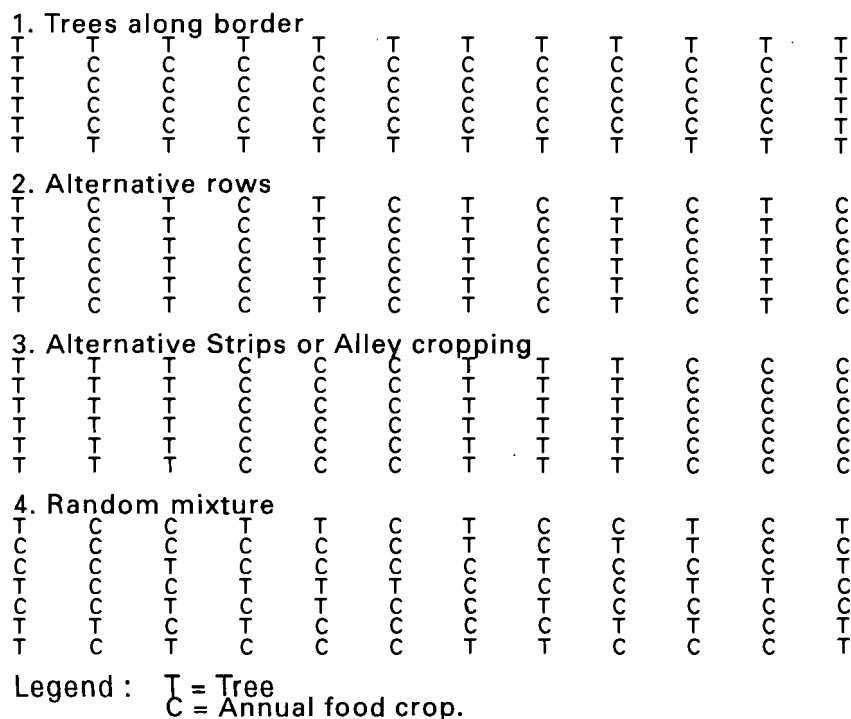 1. Trees along border
T T T T T T T T T T T T
T C C C C C C C C C C T
T C C C C C C C C C C T
T C C C C C C C C C C T
T C C C C C C C C C C T
T T T T T T T T T T T T
2. Alternative rows
T C T C T C T C T C T C
T C T C T C T C T C T C
T C T C T C T C T C T C
T C T C T C T C T C T C
T C T C T C T C T C T C
T C T C T C T C T C T C
3. Alternative Strips or Alley cropping
T T T C C C T T T C C C
T T T C C C T T T C C C
T T T C C C T T T C C C
T T T C C C T T T C C C
T T T C C C T T T C C C
T T T C C C T T T C C C
4. Random mixture
T C C T T C T C C T C T
C C C C C C T C T T C C
C C T C C C C T C C C T
T C C T T T C C C T T C
C C T C T C C T C C C C
T T C T C C C C T T C T
T C T C C C T T C C C T
Legend : T = Tree
C = Annual food crop.